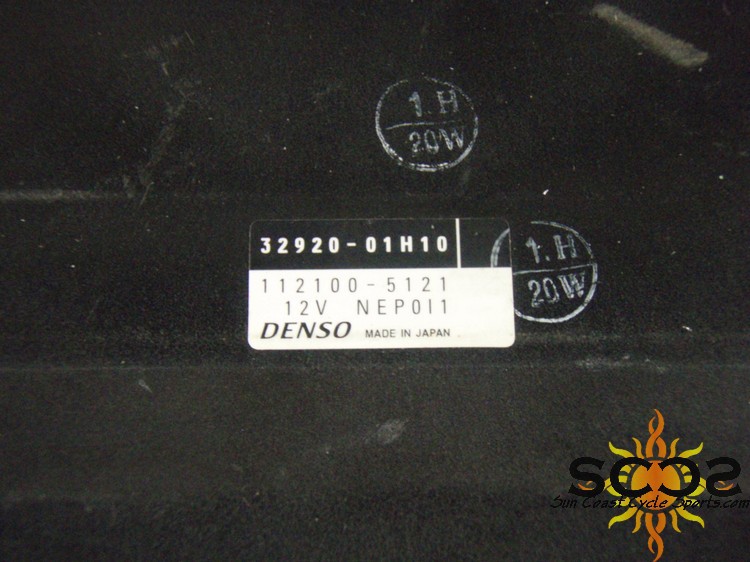 1.H
20W
32920-01H10
1.H
20W
112100-5121
12V NEP011
DENSO MADE IN JAPAN
SCCS
Sun Coast Cycle Sports.com